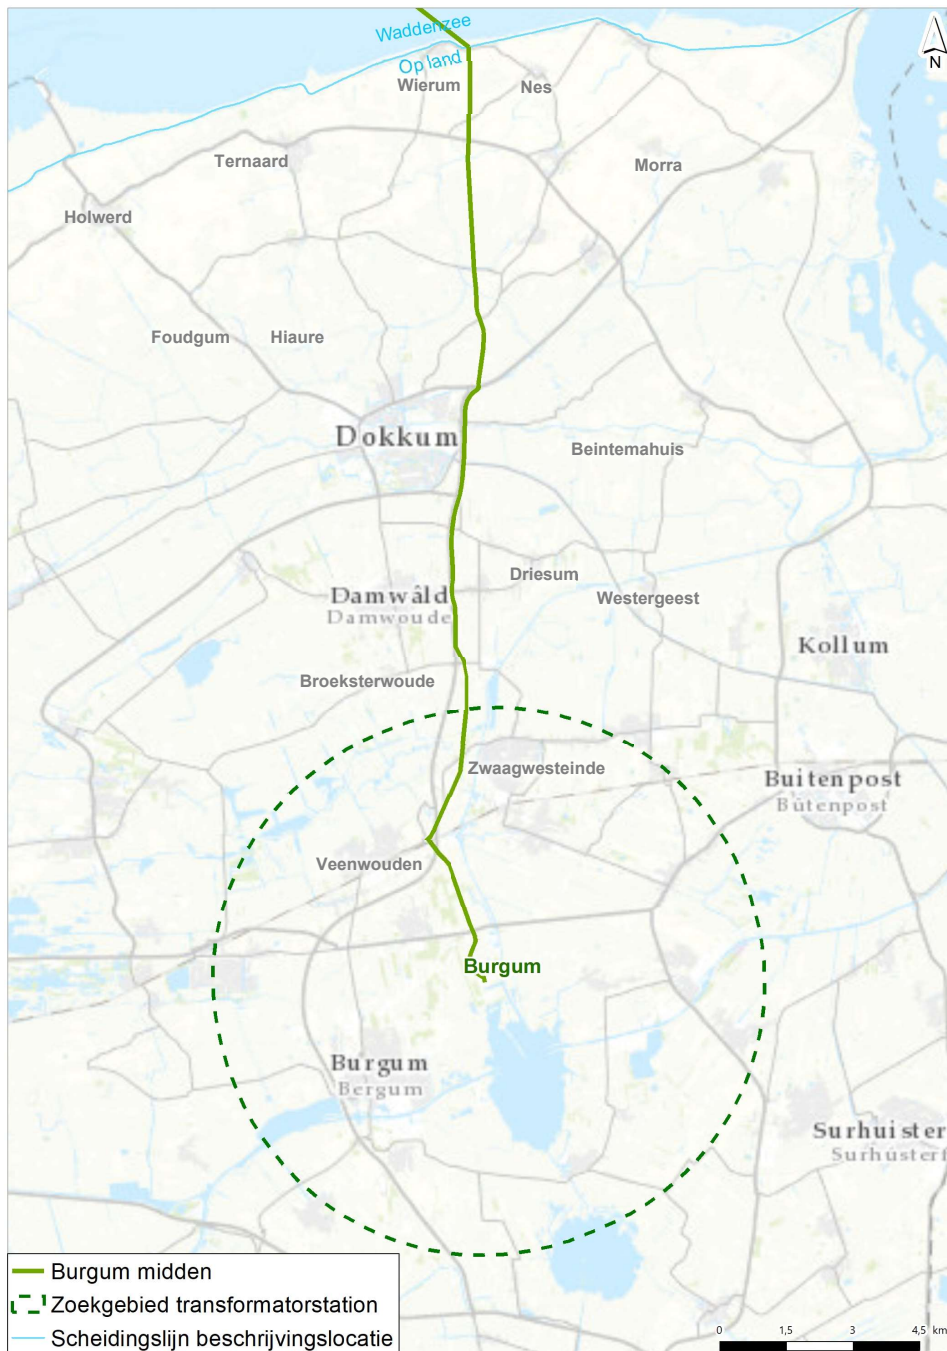 Waddenzee
Op land
N
Wierum
Nes
Ternaard
Morra
Holwerd
Foudgum
Hiaure
Dokkum
Beintemahuis
Driesum
Damwâld
Damwoude
Westergeest
Kollum
Broeksterwoude
Zwaagwesteinde
Buitenpost
Bûtenpost
Veenwouden
Burgum
Burgum
Bergum
Surhuister
Surhústerf
Burgum midden
Zoekgebied transformatorstation
Scheidingslijn beschrijvingslocatie
0 1,5 3 4,5 km